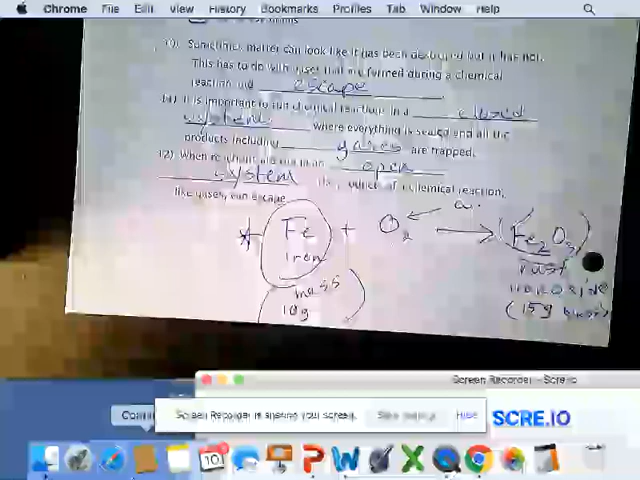 Chrome File Edit View History Bookmarks Profiles Tab Window Help
10) Sometimes matter can look like it has been destroyed but it has not.
This has to do with gases that are formed during a chemical
reaction and escape
11) It is important to run chemical reactions in a closed
system where everything is sealed and all the
products including gases are trapped.
12) When reactions are run in an open
system the products of a chemical reaction,
like gases, can escape.
* Fe + O2 → Fe2O3
iron
rust
mass
10g
(15g
Screen Recorder - Scre.io
Screen Recorder is sharing your screen. Stop sharing Hide
SCRE.IO